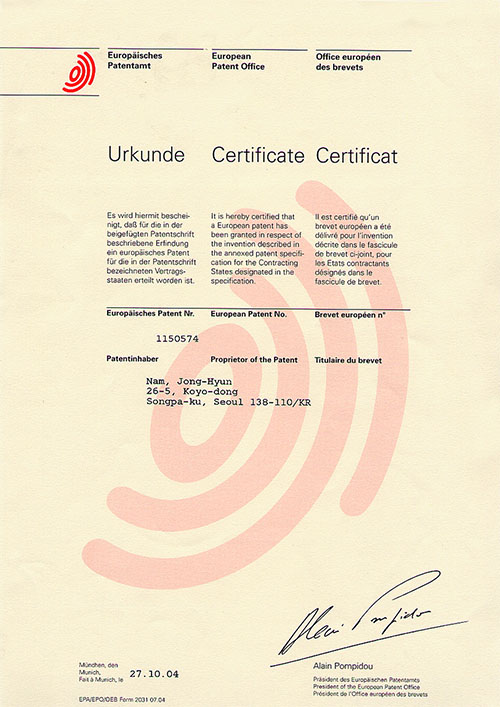 Europäisches
Patentamt
European
Patent Office
Office européen
des brevets
Urkunde
Certificate
Certificat
Es wird hiermit beschei-
nigt, daß für die in der
beigefügten Patentschrift
beschriebene Erfindung
ein europäisches Patent
für die in der Patentschrift
bezeichneten Vertrags-
staaten erteilt worden ist.
It is hereby certified that
a European patent has
been granted in respect of
the invention described in
the annexed patent specifi-
cation for the Contracting
States designated in the
specification.
Il est certifié qu'un
brevet européen a été
délivré pour l'invention
décrite dans le fascicule
de brevet ci-joint, pour
les Etats contractants
désignés dans le
fascicule de brevet.
Europäisches Patent Nr.
European Patent No.
Brevet européen n°
1150574
Patentinhaber
Proprietor of the Patent
Titulaire du brevet
Nam, Jong-Hyun
26-5, Koyo-dong
Songpa-ku, Seoul 138-110/KR
Alain Pompidou
München, den
Munich,
Fait à Munich, le
27.10.04
Alain Pompidou
Präsident des Europäischen Patentamts
President of the European Patent Office
Président de l'Office européen des brevets
EPA/EPO/OEB Form 2031 07.04